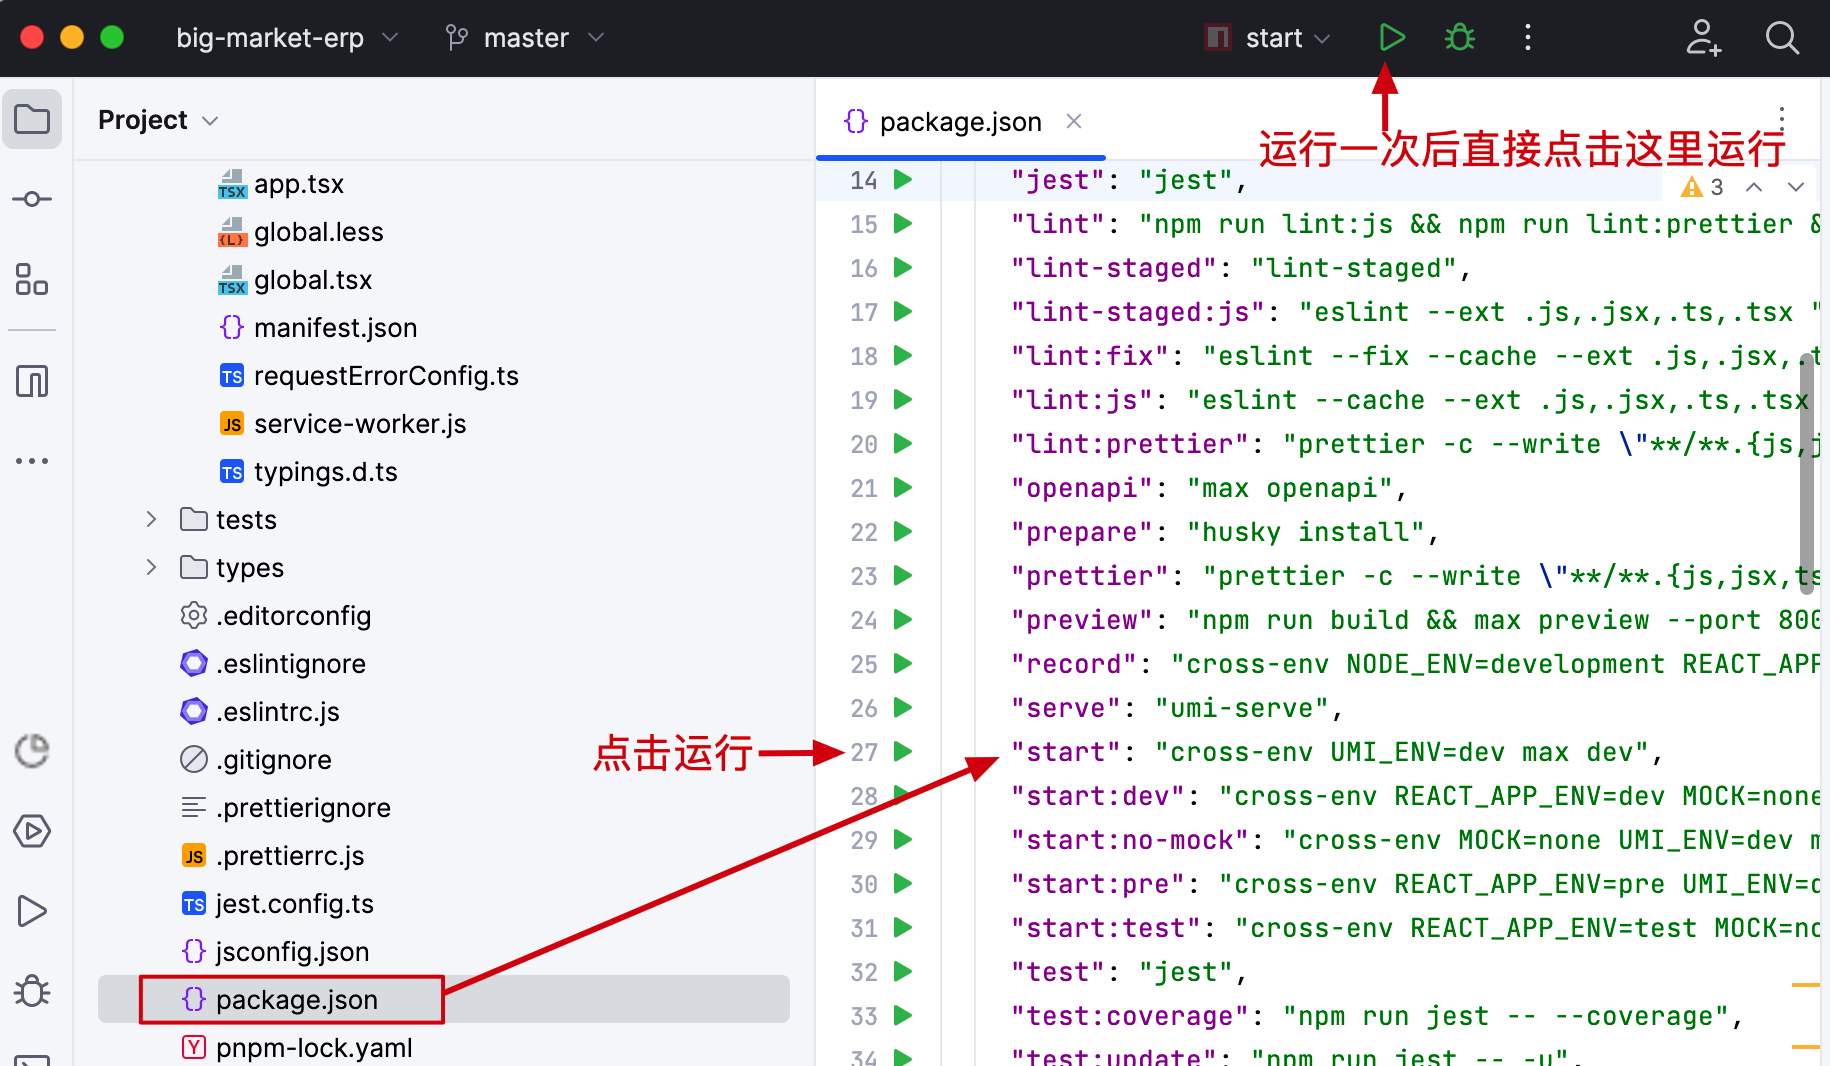 big-market-erp
master
start
Project
package.json
运行一次后直接点击这里运行
app.tsx
global.less
global.tsx
manifest.json
requestErrorConfig.ts
service-worker.js
typings.d.ts
tests
types
.editorconfig
.eslintignore
.eslintrc.js
.gitignore
.prettierignore
.prettierrc.js
jest.config.ts
jsconfig.json
package.json
pnpm-lock.yaml
点击运行
3
14 "jest": "jest",
15 "lint": "npm run lint:js && npm run lint:prettier &
16 "lint-staged": "lint-staged",
17 "lint-staged:js": "eslint --ext .js,.jsx,.ts,.tsx "
18 "lint:fix": "eslint --fix --cache --ext .js,.jsx,.t
19 "lint:js": "eslint --cache --ext .js,.jsx,.ts,.tsx
20 "lint:prettier": "prettier -c --write \"**/**.{js,j
21 "openapi": "max openapi",
22 "prepare": "husky install",
23 "prettier": "prettier -c --write \"**/**.{js,jsx,ts
24 "preview": "npm run build && max preview --port 800
25 "record": "cross-env NODE_ENV=development REACT_APP
26 "serve": "umi-serve",
27 "start": "cross-env UMI_ENV=dev max dev",
28 "start:dev": "cross-env REACT_APP_ENV=dev MOCK=none
29 "start:no-mock": "cross-env MOCK=none UMI_ENV=dev m
30 "start:pre": "cross-env REACT_APP_ENV=pre UMI_ENV=d
31 "start:test": "cross-env REACT_APP_ENV=test MOCK=no
32 "test": "jest",
33 "test:coverage": "npm run jest -- --coverage",
34 "test:update": "npm run jest -- -u",